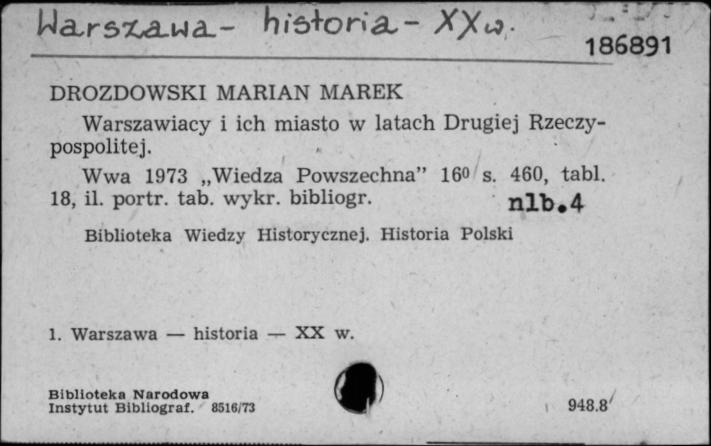 Warszawa - historia - XX w.
186891
DROZDOWSKI MARIAN MAREK
Warszawiacy i ich miasto w latach Drugiej Rzeczy-
pospolitej.
Wwa 1973 „Wiedza Powszechna” 16⁰ s. 460, tabl.
18, il. portr. tab. wykr. bibliogr. nlb.4
Biblioteka Wiedzy Historycznej. Historia Polski
1. Warszawa — historia — XX w.
Biblioteka Narodowa
Instytut Bibliograf. 8516/73 948.8